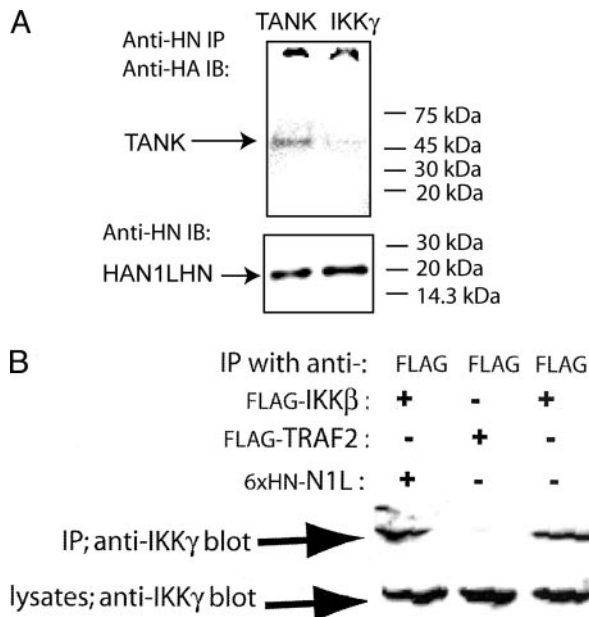 A
TANK IKKγ
Anti-HN IP
Anti-HA IB:
75 kDa
TANK
45 kDa
30 kDa
20 kDa
Anti-HN IB:
30 kDa
HAN1LHN
20 kDa
14.3 kDa
B
IP with anti-: FLAG FLAG FLAG
FLAG-IKKβ : + - +
FLAG-TRAF2 : - + -
6xHN-N1L : + - -
IP; anti-IKKγ blot
lysates; anti-IKKγ blot